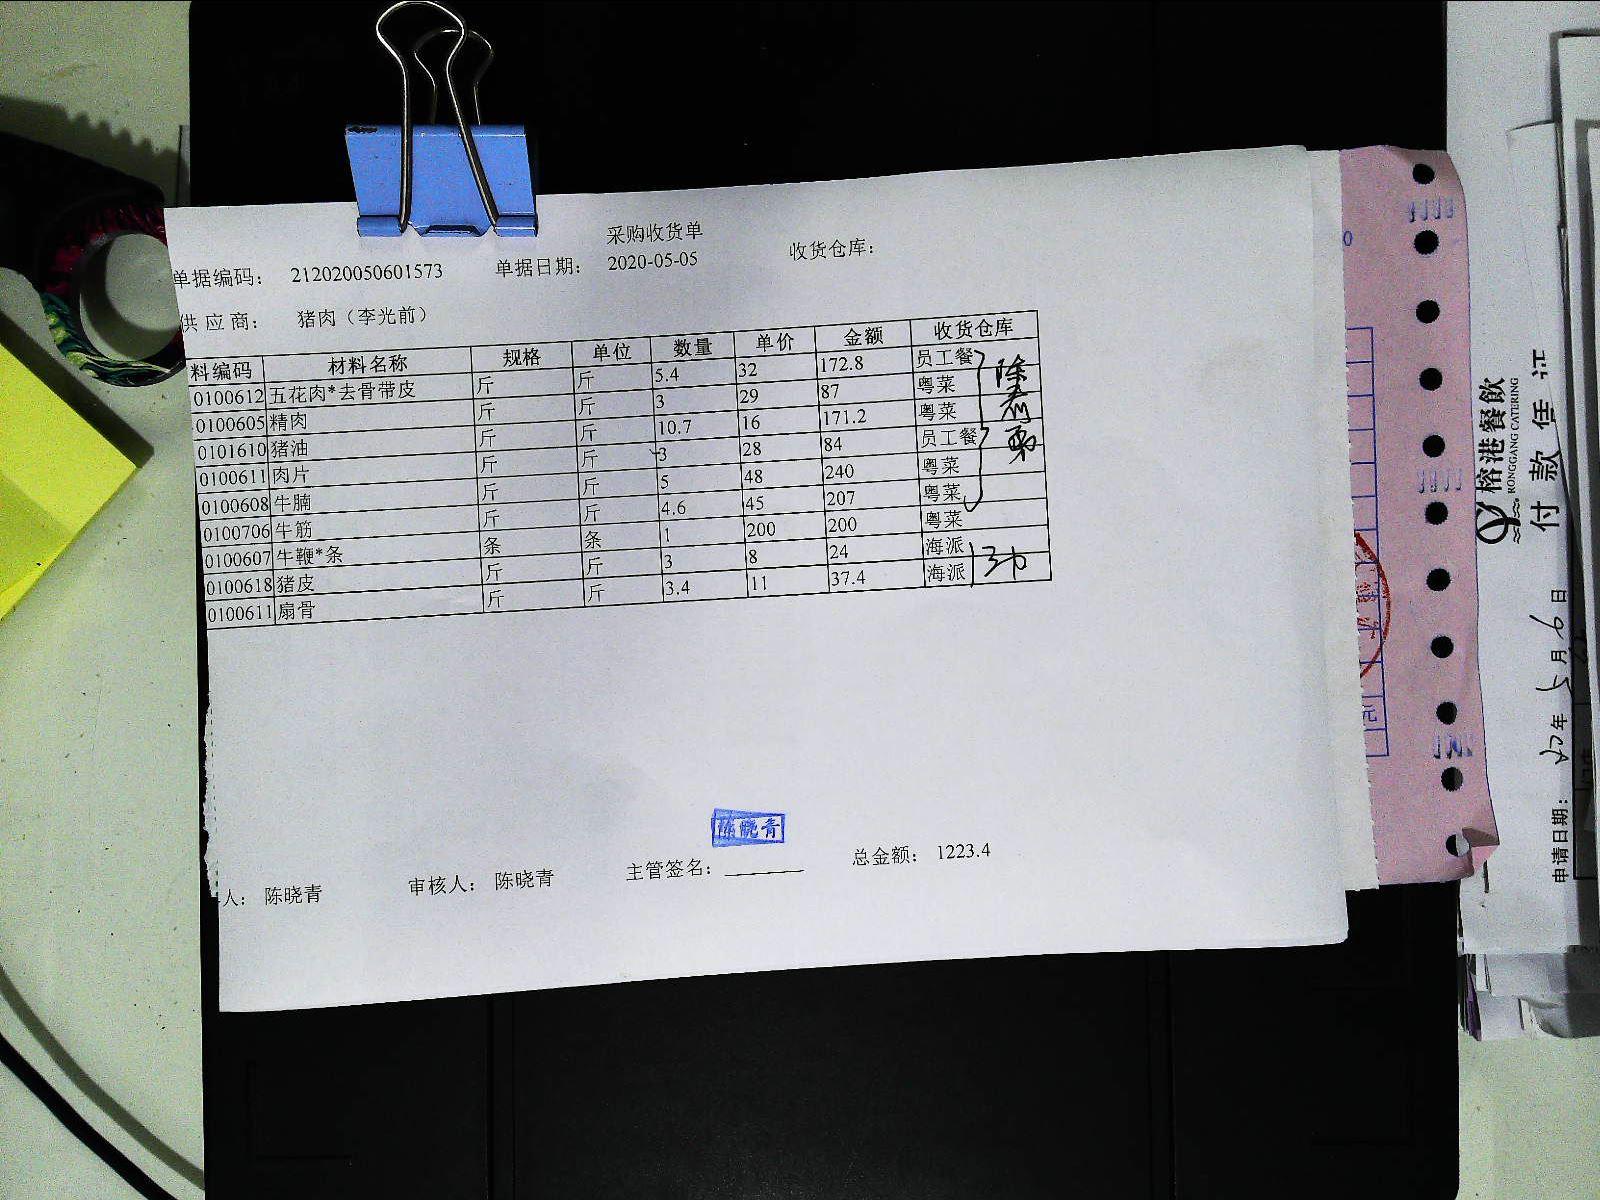 采购收货单
单据编码： 212020050601573 单据日期： 2020-05-05 收货仓库：
供 应 商： 猪肉（李光前）
料编码 材料名称 规格 单位 数量 单价 金额 收货仓库
0100612 五花肉*去骨带皮 斤 斤 5.4 32 172.8 员工餐
0100605 精肉 斤 斤 3 29 87 粤菜
0101610 猪油 斤 斤 10.7 16 171.2 粤菜
0100611 肉片 斤 斤 3 28 84 员工餐
0100608 牛腩 斤 斤 5 48 240 粤菜
0100706 牛筋 斤 斤 4.6 45 207 粤菜
0100607 牛鞭*条 条 条 1 200 200 粤菜
0100618 猪皮 斤 斤 3 8 24 海派
0100611 扇骨 斤 斤 3.4 11 37.4 海派
陈晓青
人： 陈晓青 审核人： 陈晓青 主管签名： 总金额： 1223.4
榕港餐飲
RONGGANG CATERING
付款凭证
申请日期： 年 5 月 9 日